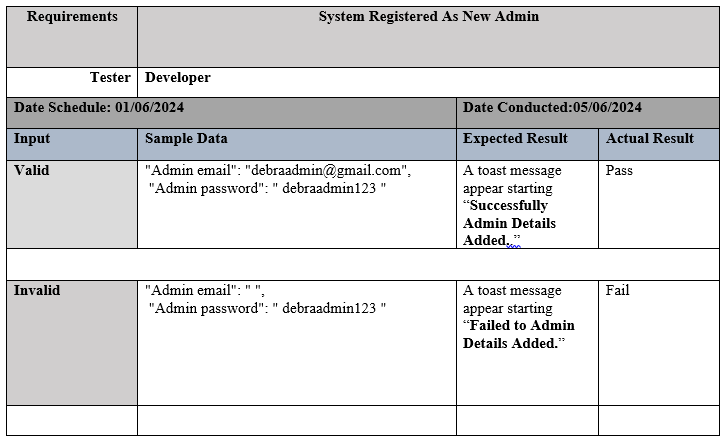 Requirements
System Registered As New Admin
Tester
Developer
Date Schedule: 01/06/2024
Date Conducted:05/06/2024
Input
Sample Data
Expected Result
Actual Result
Valid
"Admin email": "debraadmin@gmail.com",
"Admin password": " debraadmin123 "
A toast message
appear starting
“Successfully
Admin Details
Added.”
Pass
Invalid
"Admin email": " ",
"Admin password": " debraadmin123 "
A toast message
appear starting
“Failed to Admin
Details Added.”
Fail